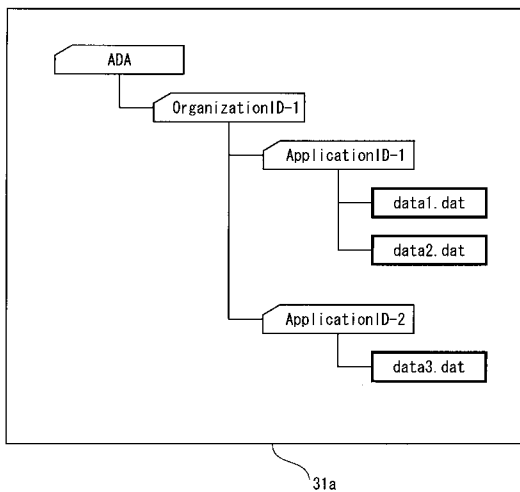 ADA
OrganizationID-1
ApplicationID-1
data1.dat
data2.dat
ApplicationID-2
data3.dat
31a